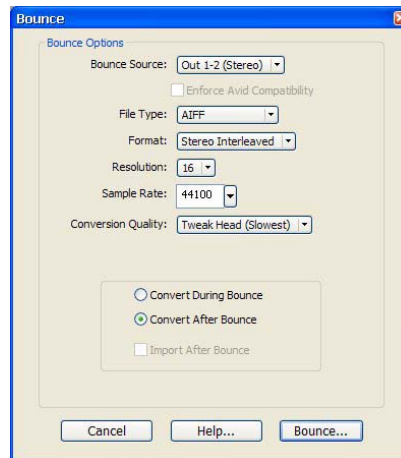 Bounce
Bounce Options
Bounce Source: Out 1-2 (Stereo)
Enforce Avid Compatibility
File Type: AIFF
Format: Stereo Interleaved
Resolution: 16
Sample Rate: 44100
Conversion Quality: Tweak Head (Slowest)
Convert During Bounce
Convert After Bounce
Import After Bounce
Cancel Help... Bounce...